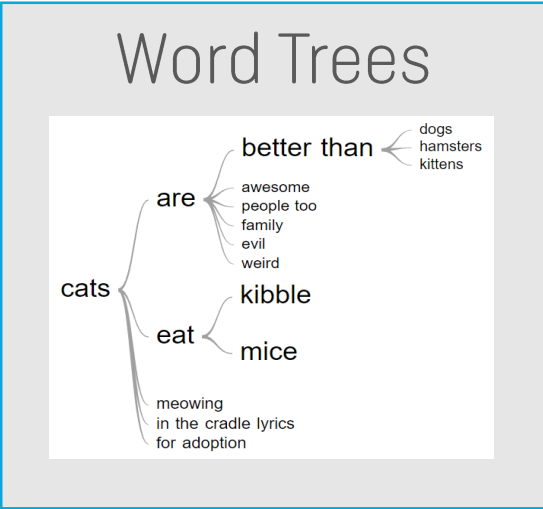 Word Trees
cats
are
better than
dogs
hamsters
kittens
awesome
people too
family
evil
weird
eat
kibble
mice
meowing
in the cradle lyrics
for adoption